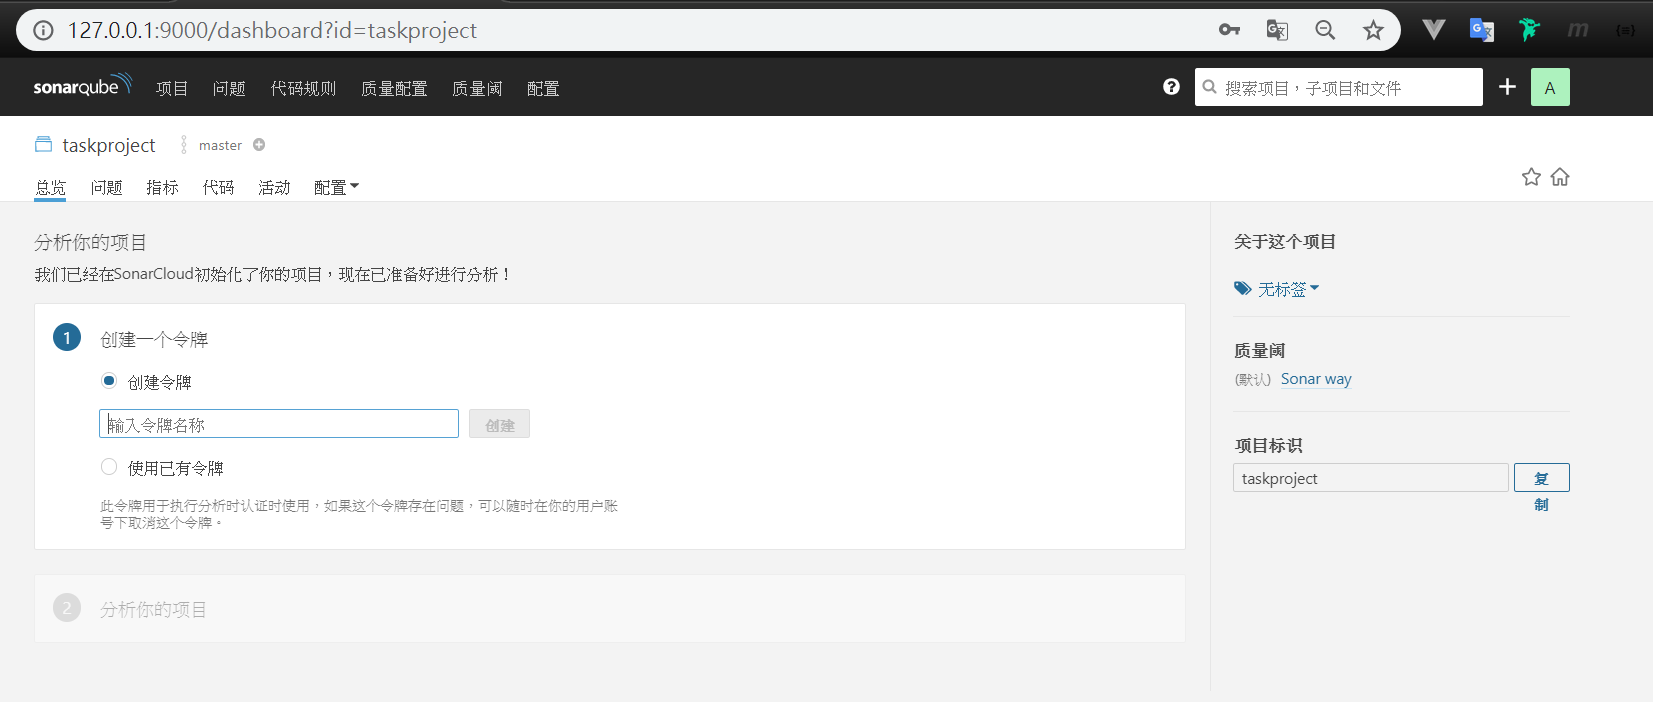 127.0.0.1:9000/dashboard?id=taskproject
sonarqube 项目 问题 代码规则 质量配置 质量阈 配置 搜索项目，子项目和文件 A
taskproject master
总览 问题 指标 代码 活动 配置
分析你的项目
我们已经在SonarCloud初始化了你的项目，现在已准备好进行分析！
1 创建一个令牌
创建令牌
输入令牌名称 创建
使用已有令牌
此令牌用于执行分析时认证时使用，如果这个令牌存在问题，可以随时在你的用户账
号下取消这个令牌。
2 分析你的项目
关于这个项目
无标签
质量阈
(默认) Sonar way
项目标识
taskproject 复
制